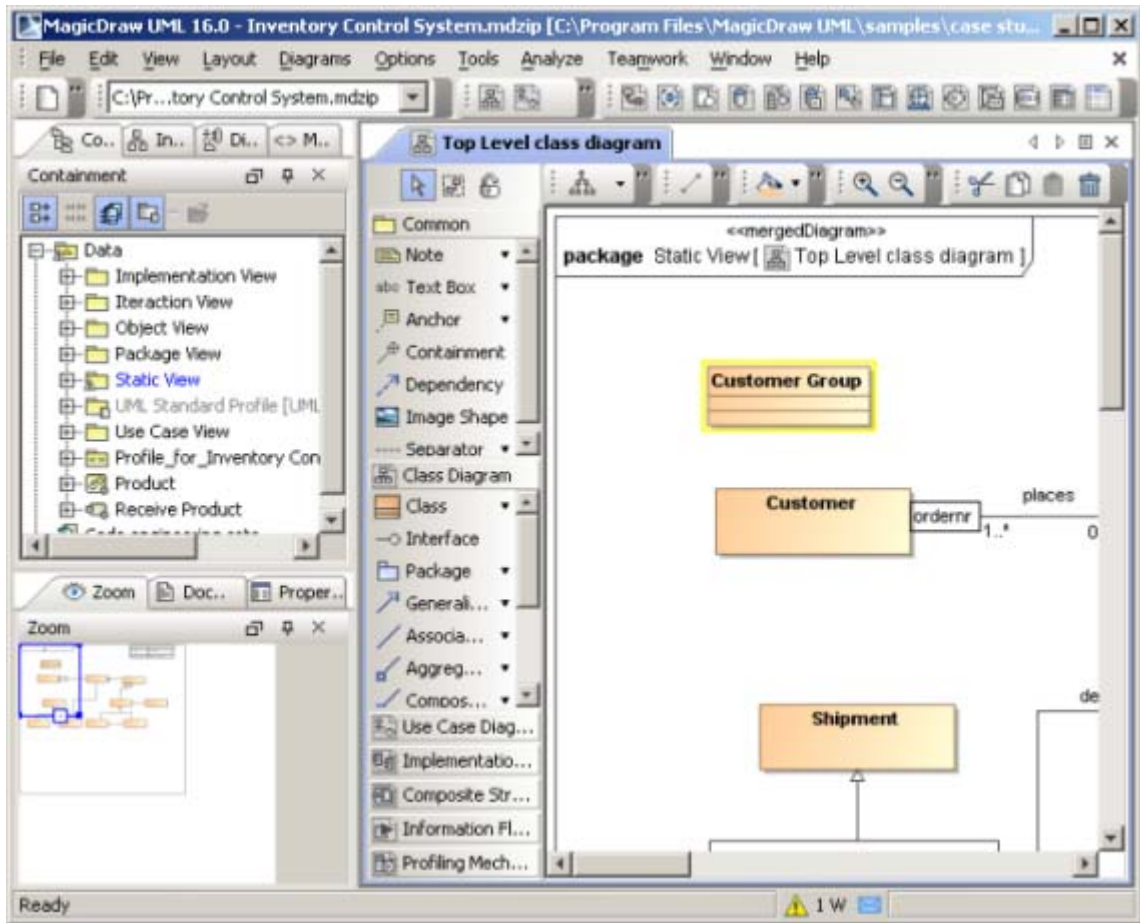 MagicDraw UML 16.0 - Inventory Control System.mdzip [C:\Program Files\MagicDraw UML\samples\case stu...
File Edit View Layout Diagrams Options Tools Analyze Teamwork Window Help
C:\Pr...tory Control System.mdzip
Co.. In.. Di.. <> M..
Containment
Data
Implementation View
Iteraction View
Object View
Package View
Static View
UML Standard Profile [UML
Use Case View
Profile_for_Inventory Con
Product
Receive Product
Code engineering sets
Zoom Doc.. Proper..
Zoom
Top Level class diagram
Common
Note
abc Text Box
Anchor
Containment
Dependency
Image Shape
Separator
Class Diagram
Class
Interface
Package
Generali...
Associa...
Aggreg...
Compos...
Use Case Diag...
Implementatio...
Composite Str...
Information Fl...
Profiling Mech...
<<mergedDiagram>>
package Static View[ Top Level class diagram ]
Customer Group
Customer
ordernr
places
1..*
0
Shipment
de
Ready
1 W